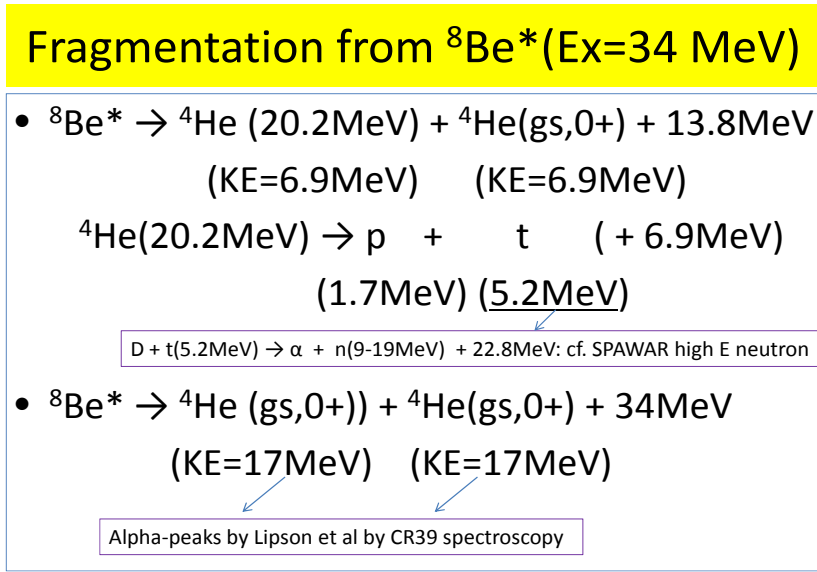 Fragmentation from ⁸Be*(Ex=34 MeV)
• ⁸Be* → ⁴He (20.2MeV) + ⁴He(gs,0+) + 13.8MeV
(KE=6.9MeV) (KE=6.9MeV)
⁴He(20.2MeV) → p + t ( + 6.9MeV)
(1.7MeV) (5.2MeV)
D + t(5.2MeV) → α + n(9-19MeV) + 22.8MeV: cf. SPAWAR high E neutron
• ⁸Be* → ⁴He (gs,0+)) + ⁴He(gs,0+) + 34MeV
(KE=17MeV) (KE=17MeV)
Alpha-peaks by Lipson et al by CR39 spectroscopy